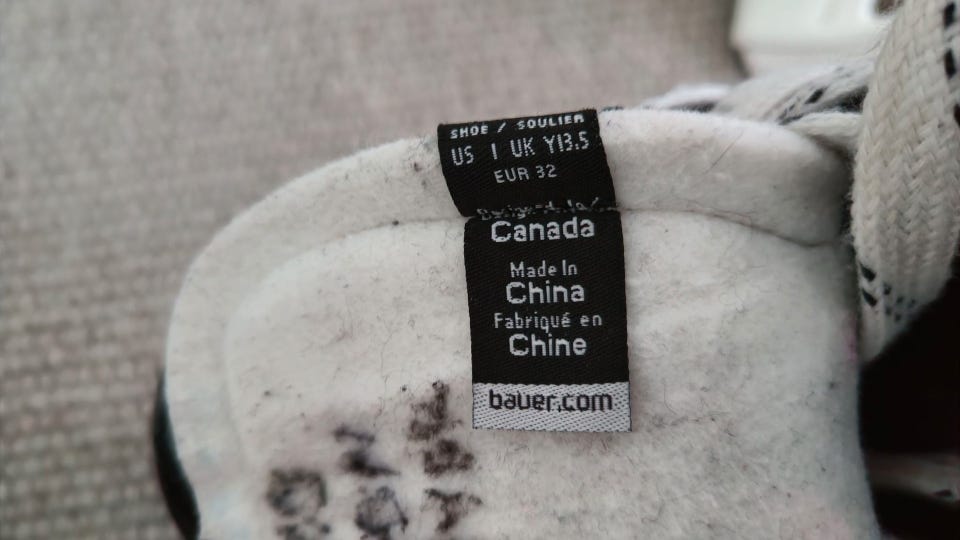 SHOE / SOULIER
US 1 UK Y13.5
EUR 32
Canada
Made In
China
Fabriqué en
Chine
bauer.com